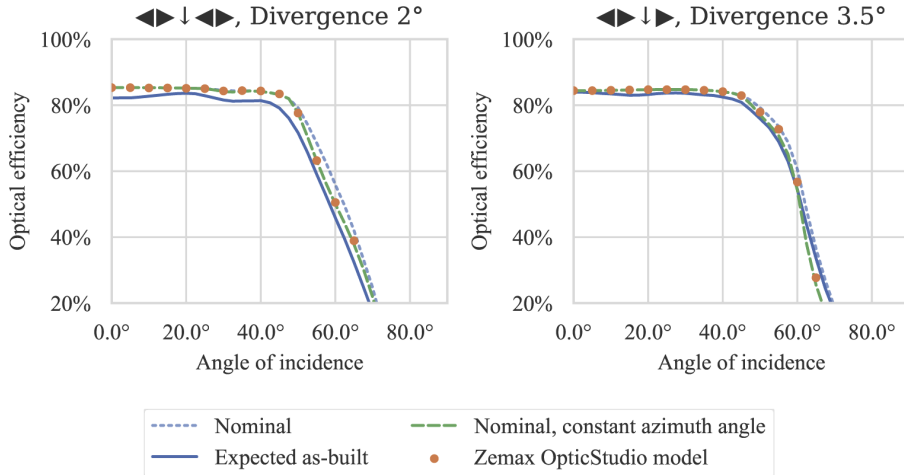 ◀▶↓◀▶, Divergence 2°
100%
80%
60%
40%
20%
Optical efficiency
0.0° 20.0° 40.0° 60.0° 80.0°
Angle of incidence
◀▶↓▶, Divergence 3.5°
100%
80%
60%
40%
20%
Optical efficiency
0.0° 20.0° 40.0° 60.0° 80.0°
Angle of incidence
Nominal
Expected as-built
Nominal, constant azimuth angle
Zemax OpticStudio model